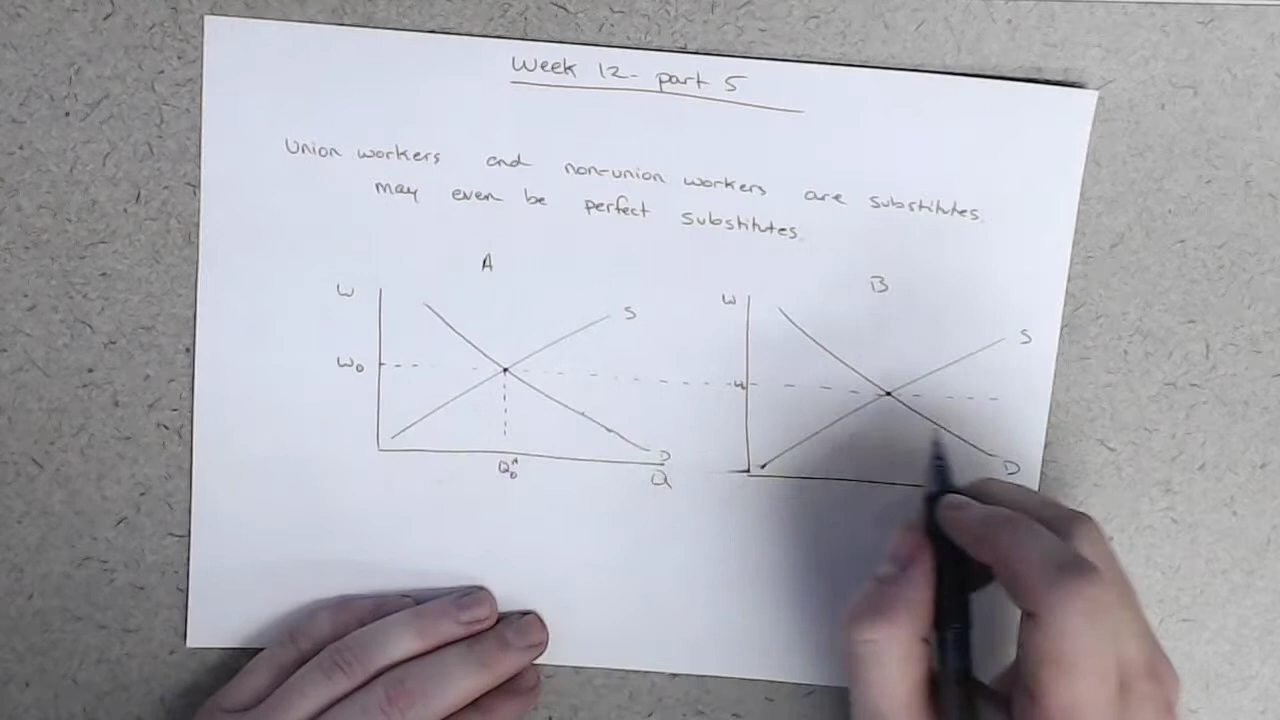 Week 12 - part 5
Union workers and non-union workers are substitutes.
may even be perfect substitutes.
A
B
W
S
W
S
W₀
W₀
D
D
Q₀ᴬ
Q